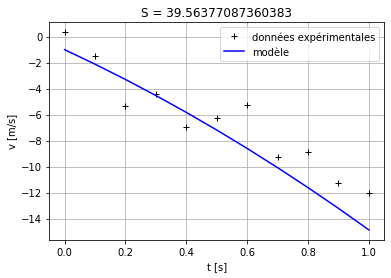 S = 39.56377087360383
données expérimentales
modèle
v [m/s]
0
−2
−4
−6
−8
−10
−12
−14
0.0 0.2 0.4 0.6 0.8 1.0
t [s]